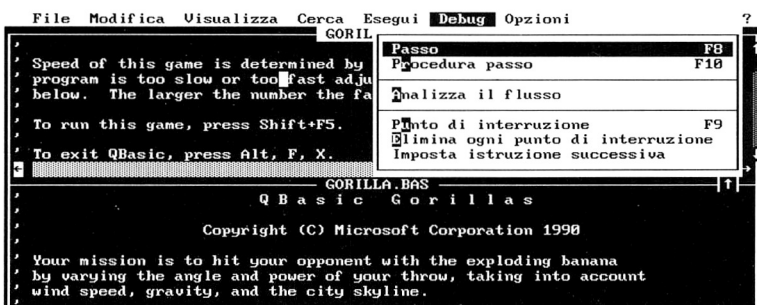 File Modifica Visualizza Cerca Esegui Debug Opzioni ?
GORIL
Speed of this game is determined by
program is too slow or too fast adju
below. The larger the number the fa
To run this game, press Shift+F5.
To exit QBasic, press Alt, F, X.
Passo F8
Procedura passo F10
Analizza il flusso
Punto di interruzione F9
Elimina ogni punto di interruzione
Imposta istruzione successiva
GORILLA.BAS
Q B a s i c G o r i l l a s
Copyright (C) Microsoft Corporation 1990
Your mission is to hit your opponent with the exploding banana
by varying the angle and power of your throw, taking into account
wind speed, gravity, and the city skyline.